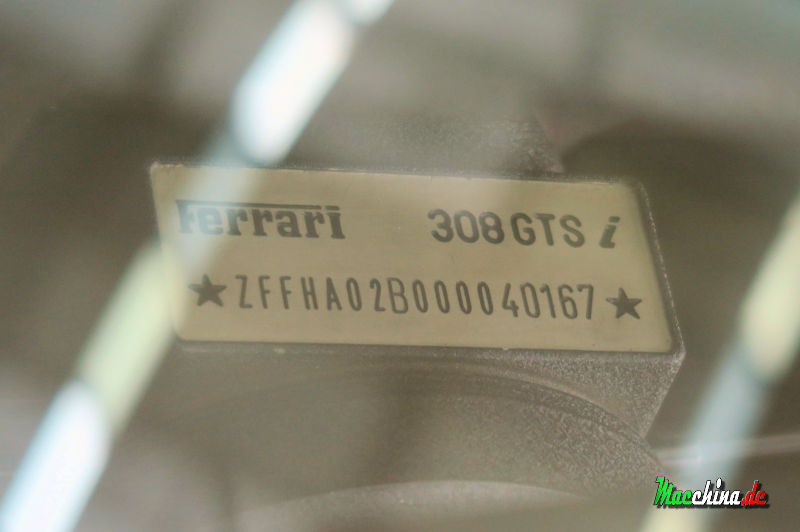 Ferrari 308 GTS i
★ ZFFHA02B000040167 ★
Macchina.de